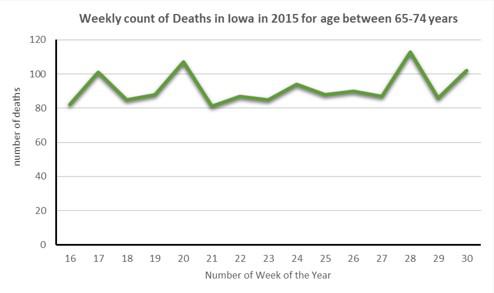 Weekly count of Deaths in Iowa in 2015 for age between 65-74 years
120
100
80
60
40
20
0
number of deaths
16 17 18 19 20 21 22 23 24 25 26 27 28 29 30
Number of Week of the Year